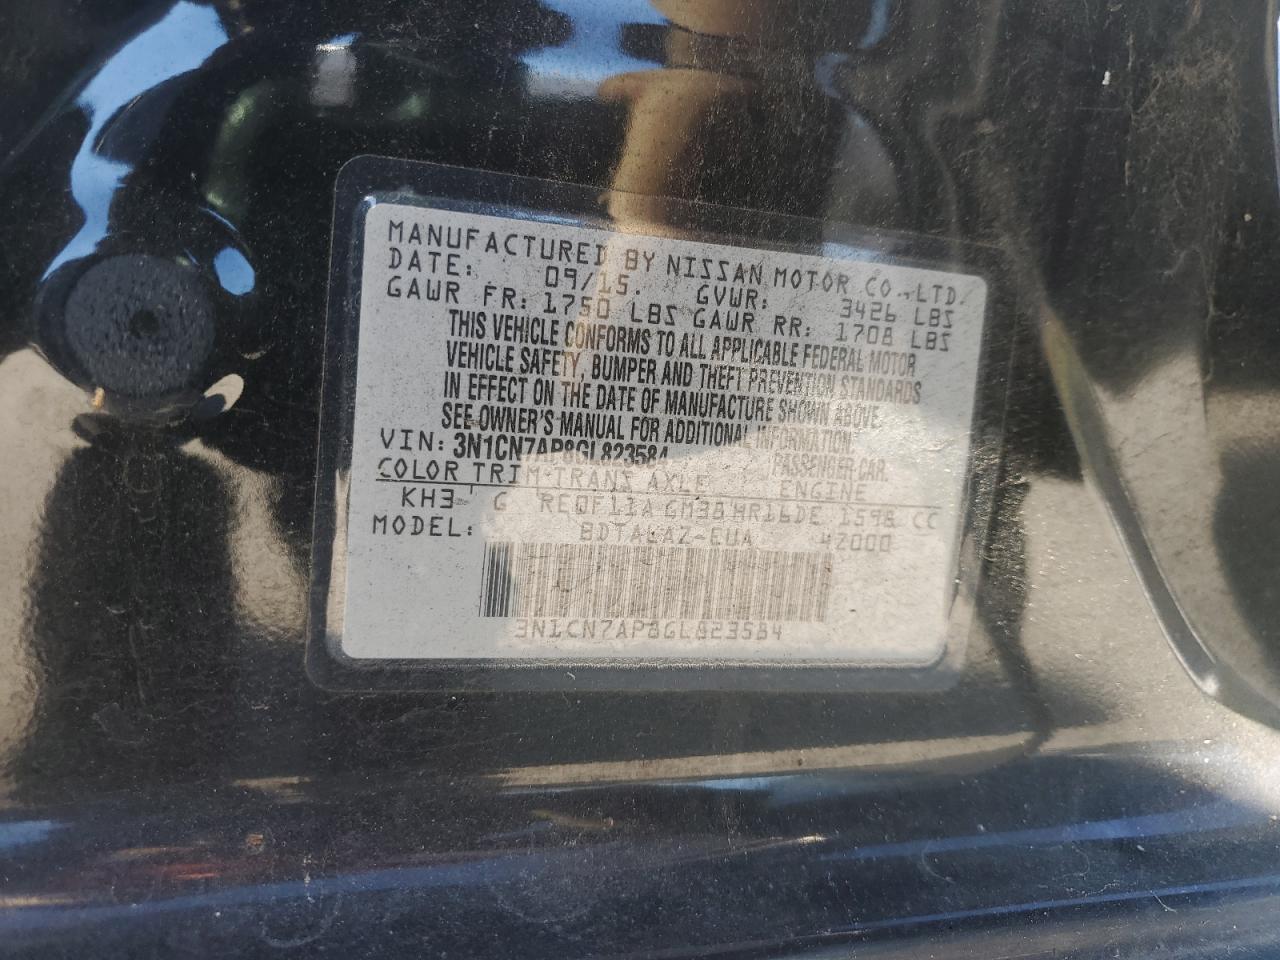 MANUFACTURED BY NISSAN MOTOR CO.,LTD.
DATE: 09/15. GVWR: 3426 LBS
GAWR FR: 1750 LBS GAWR RR: 1708 LBS
THIS VEHICLE CONFORMS TO ALL APPLICABLE FEDERAL MOTOR
VEHICLE SAFETY, BUMPER AND THEFT PREVENTION STANDARDS
IN EFFECT ON THE DATE OF MANUFACTURE SHOWN ABOVE.
SEE OWNER'S MANUAL FOR ADDITIONAL INFORMATION.
VIN: 3N1CN7AP8GL823584 PASSENGER CAR.
COLOR TRIM TRANS AXLE ENGINE
KH3 G RE0F11A GM38 HR16DE 1598 CC
MODEL: BDTALAZ-EUA 42000
3N1CN7AP8GL823584